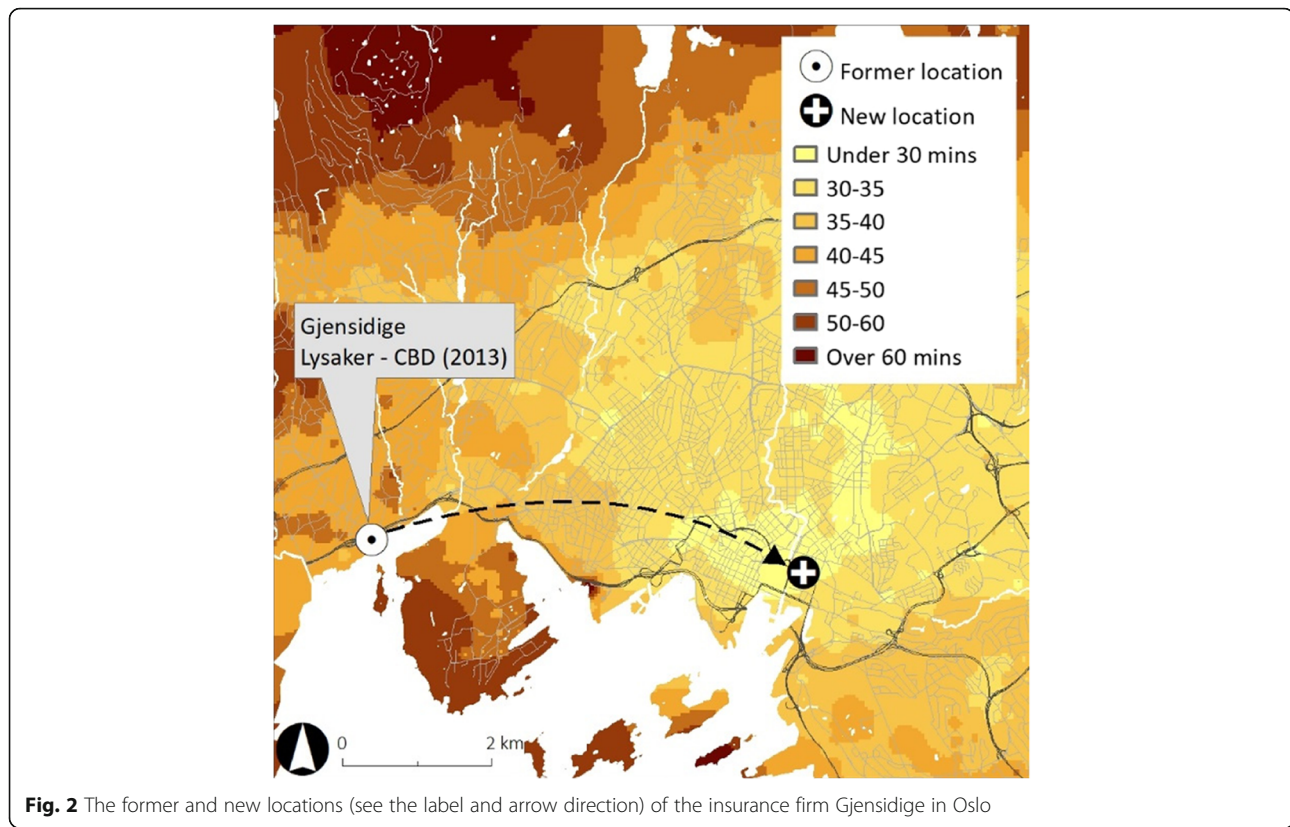 Former location
New location
Under 30 mins
30-35
35-40
40-45
45-50
50-60
Over 60 mins
Gjensidige
Lysaker - CBD (2013)
0 2 km
Fig. 2 The former and new locations (see the label and arrow direction) of the insurance firm Gjensidige in Oslo